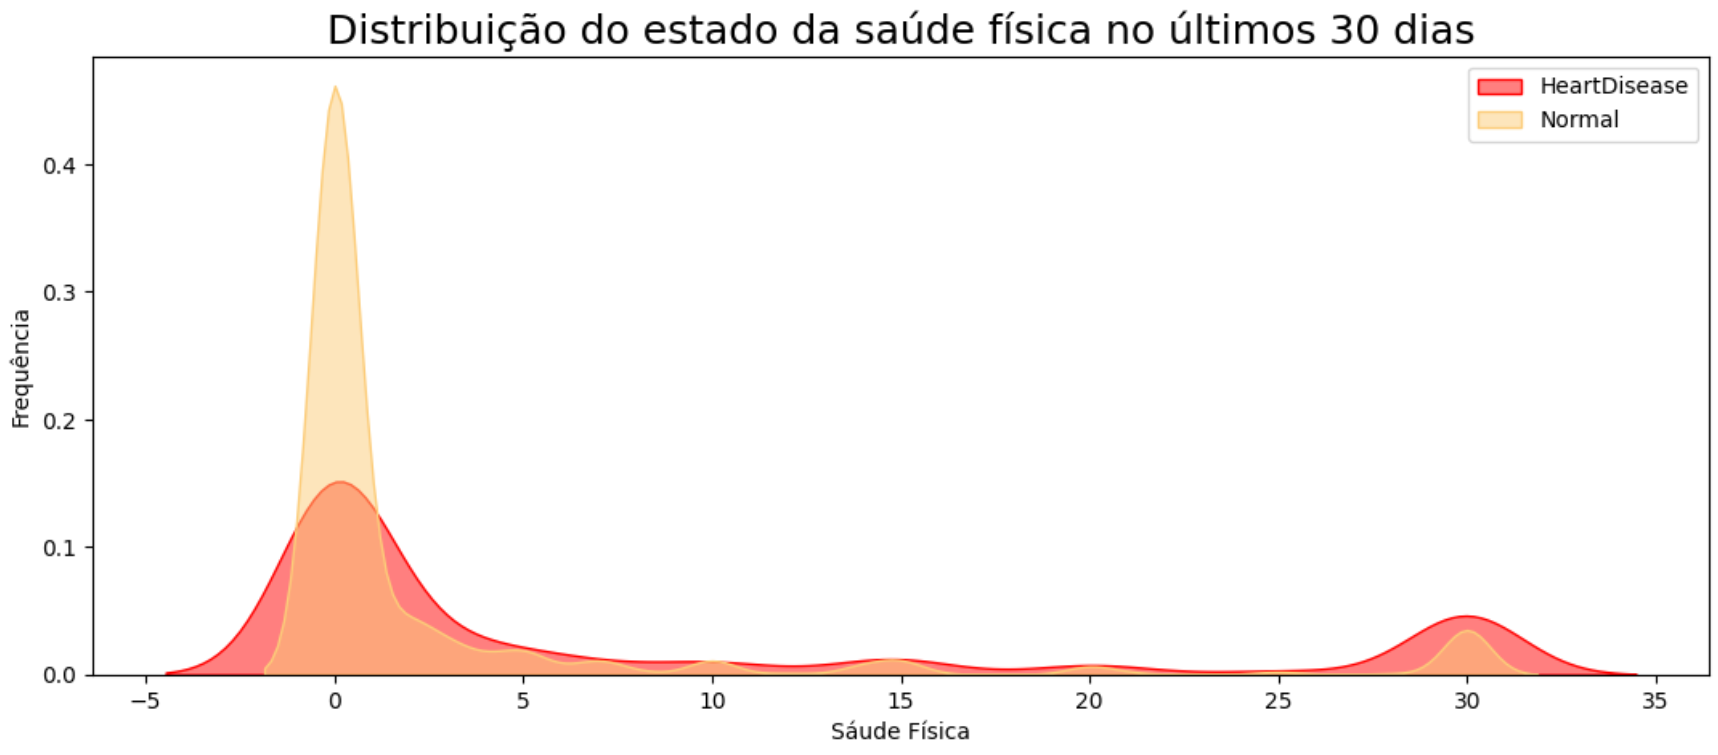 Distribuição do estado da saúde física no últimos 30 dias
HeartDisease
Normal
Frequência
0.4
0.3
0.2
0.1
0.0
−5
0
5
10
15
20
25
30
35
Sáude Física